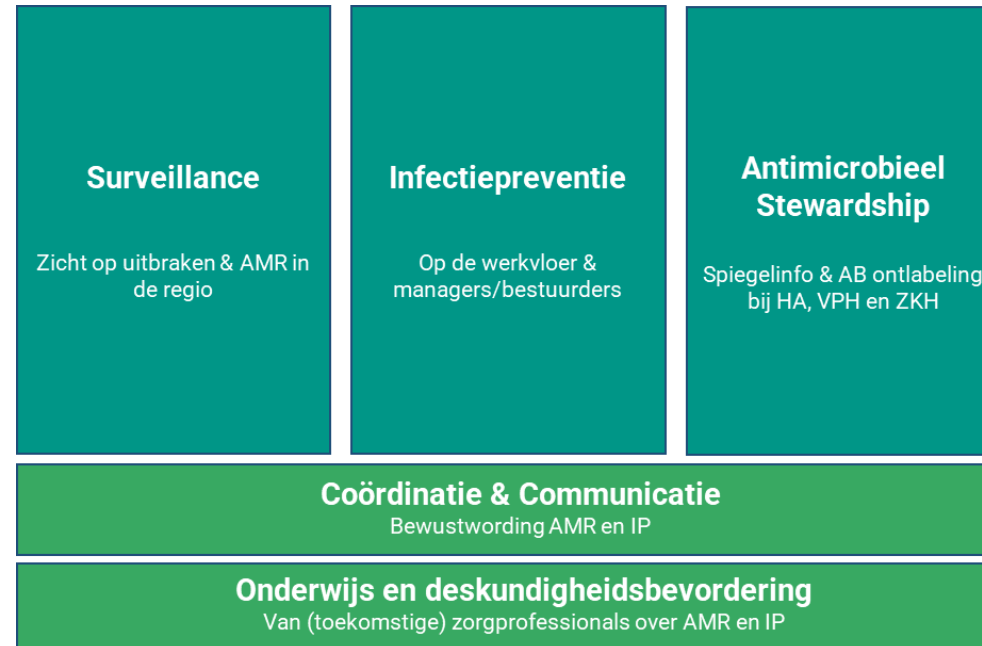 Surveillance
Zicht op uitbraken & AMR in
de regio
Infectiepreventie
Op de werkvloer &
managers/bestuurders
Antimicrobieel
Stewardship
Spiegelinfo & AB ontlabeling
bij HA, VPH en ZKH
Coördinatie & Communicatie
Bewustwording AMR en IP
Onderwijs en deskundigheidsbevordering
Van (toekomstige) zorgprofessionals over AMR en IP